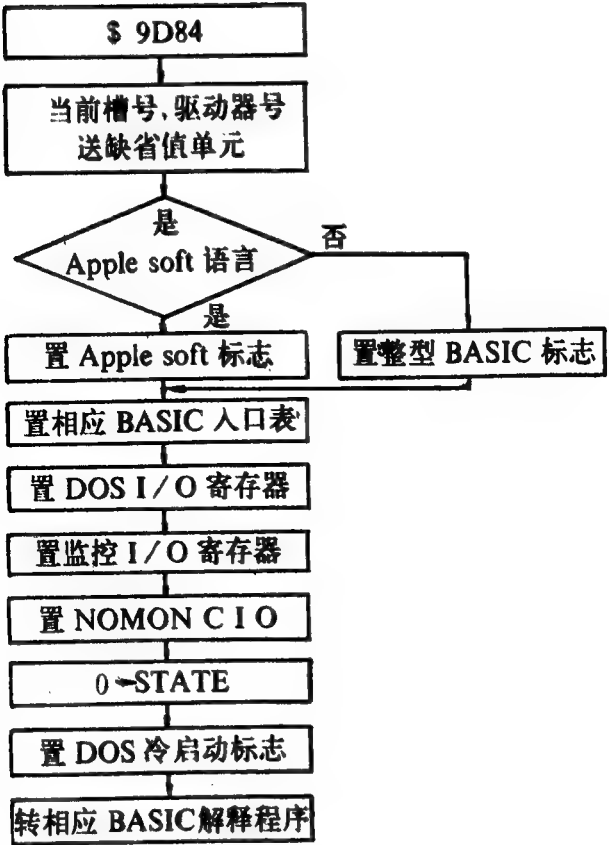 $ 9D84
当前槽号,驱动器号
送缺省值单元
是
Apple soft 语言
否
是
置 Apple soft 标志
置整型 BASIC 标志
置相应 BASIC 入口表
置 DOS I/O 寄存器
置监控 I/O 寄存器
置 NOMON C I O
0→STATE
置 DOS 冷启动标志
转相应 BASIC解释程序